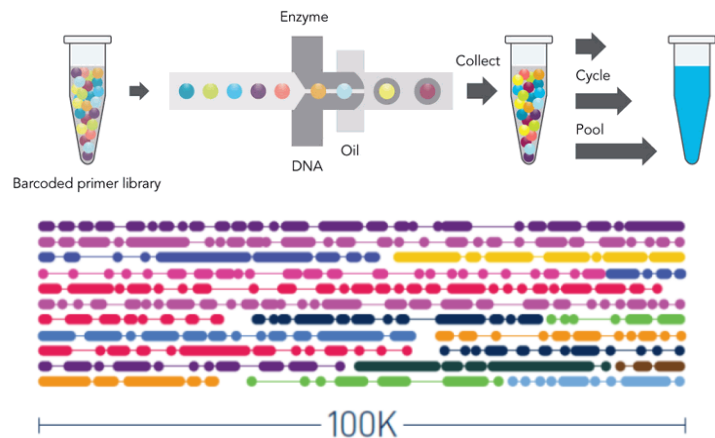 Enzyme
Collect
Cycle
Pool
DNA
Oil
Barcoded primer library
100K